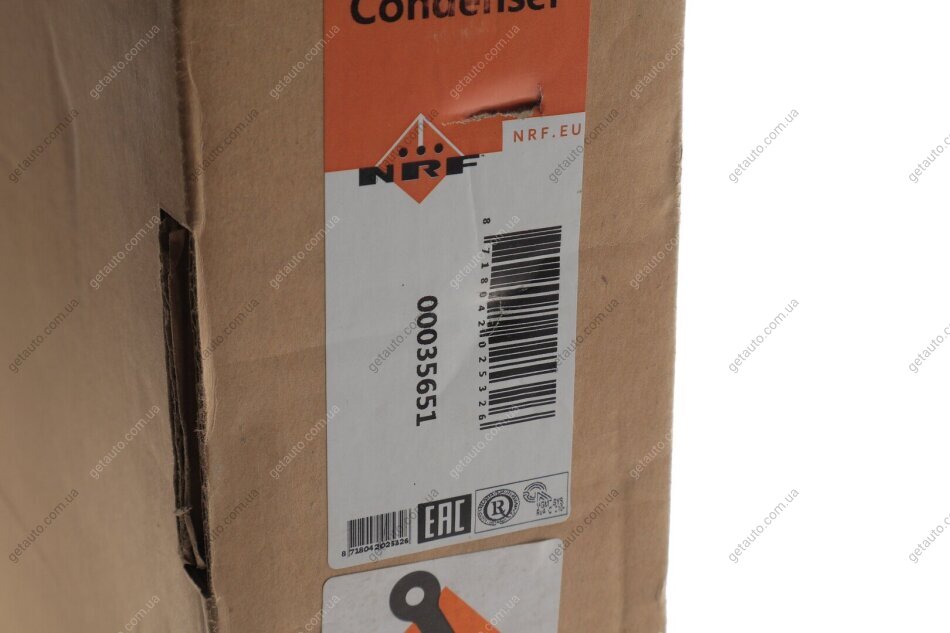 Condenser
NRF.EU
NRF
8 718042 025326
00035651
8 718042 025326
EAC
R
getauto.com.ua